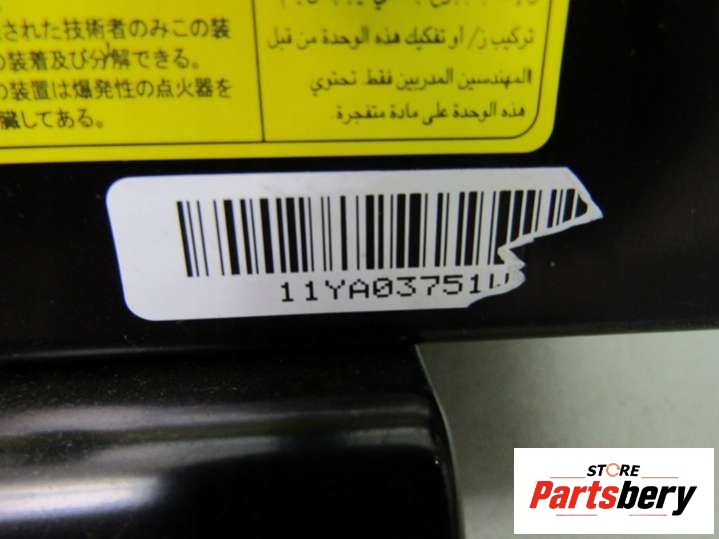 された技術者のみこの装
の装着及び分解できる。
の装置は爆発性の点火器を
臓してある。
تركيب ز/ أو تفكيك هذه الوحدة من قبل
المهندسين المدربين فقط. تحتوي
هذه الوحدة على مادة متفجرة.
11YA03751
STORE
Partsbery